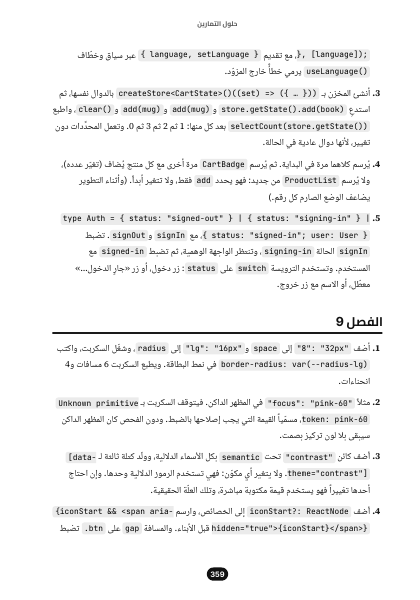 حلول التمارين
}, [language]);‎، مع تقديم { language, setLanguage } عبر سياق وخطّاف
useLanguage()‎ يرمي خطأً خارج المزوّد.
3. أنشئ المخزن بـ createStore<CartState>()((set) => ({ … }))‎ بالدوال نفسها، ثم
استدعِ store.getState().add(book)‎ و add(mug)‎ و add(mug)‎ و clear()‎، واطبع
selectCount(store.getState())‎ بعد كل منها: 1 ثم 2 ثم 3 ثم 0. وتعمل المحدِّدات دون
تغيير، لأنها دوال عادية في الحالة.
4. يُرسم كلاهما مرة في البداية. ثم يُرسم CartBadge مرة أخرى مع كل منتج يُضاف (تغيّر عدده)،
ولا يُرسم ProductList من جديد: فهو يحدد add فقط، ولا تتغير أبداً. (وأثناء التطوير
يضاعف الوضع الصارم كل رقم.)
5. type Auth = { status: "signed-out" } | { status: "signing-in" } |
{ status: "signed-in"; user: User }‎، مع signIn و signOut. تضبط
signIn الحالة signing-in، وتنتظر الواجهة الوهمية، ثم تضبط signed-in مع
المستخدم. وتستخدم الترويسة switch على status: زر دخول، أو زر «جارٍ الدخول…»
معطّل، أو الاسم مع زر خروج.
الفصل 9
1. أضف "8": "32px" إلى space و "lg": "16px" إلى radius، وشغّل السكربت، واكتب
border-radius: var(--radius-lg)‎ في نمط البطاقة. ويطبع السكربت 6 مسافات و4
انحناءات.
2. مثلاً "focus": "pink-60" في المظهر الداكن. فيتوقف السكربت بـ Unknown primitive
token: pink-60، مسمّياً القيمة التي يجب إصلاحها بالضبط. ودون الفحص كان المظهر الداكن
سيبقى بلا لون تركيز بصمت.
3. أضف كائن "contrast" تحت semantic بكل الأسماء الدلالية، وولّد كتلة ثالثة لـ [data-
theme="contrast"]‎. ولا يتغير أي مكوّن: فهي تستخدم الرموز الدلالية وحدها. وإن احتاج
أحدها تغييراً فهو يستخدم قيمة مكتوبة مباشرة، وتلك العلّة الحقيقية.
4. أضف iconStart?: ReactNode إلى الخصائص، وارسم {iconStart && <span aria-
hidden="true">{iconStart}</span>}‎ قبل الأبناء. والمسافة gap على .btn تضبط
359